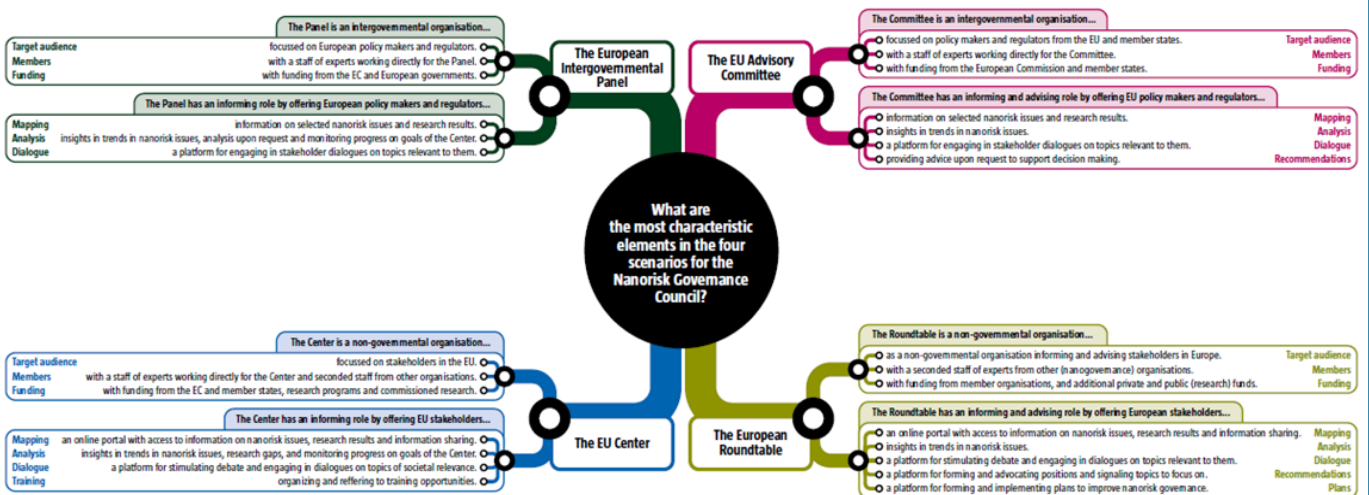 The Panel is an intergovernmental organisation...
Target audience focussed on European policy makers and regulators.
Members with a staff of experts working directly for the Panel.
Funding with funding from the EC and European governments.
The Panel has an informing role by offering European policy makers and regulators...
Mapping information on selected nanorisk issues and research results.
Analysis insights in trends in nanorisk issues, analysis upon request and monitoring progress on goals of the Center.
Dialogue a platform for engaging in stakeholder dialogues on topics relevant to them.
The European
Intergovernmental
Panel
The EU Advisory
Committee
The Committee is an intergovernmental organisation...
focussed on policy makers and regulators from the EU and member states. Target audience
with a staff of experts working directly for the Committee. Members
with funding from the European Commission and member states. Funding
The Committee has an informing and advising role by offering EU policy makers and regulators...
information on selected nanorisk issues and research results. Mapping
insights in trends in nanorisk issues. Analysis
a platform for engaging in stakeholder dialogues on topics relevant to them. Dialogue
providing advice upon request to support decision making. Recommendations
What are
the most characteristic
elements in the four
scenarios for the
Nanorisk Governance
Council?
The Center is a non-governmental organisation...
Target audience focussed on stakeholders in the EU.
Members with a staff of experts working directly for the Center and seconded staff from other organisations.
Funding with funding from the EC and member states, research programs and commissioned research.
The Center has an informing role by offering EU stakeholders...
Mapping an online portal with access to information on nanorisk issues, research results and information sharing.
Analysis insights in trends in nanorisk issues, research gaps, and monitoring progress on goals of the Center.
Dialogue a platform for stimulating debate and engaging in dialogues on topics of societal relevance.
Training organizing and reffering to training opportunities.
The EU Center
The European
Roundtable
The Roundtable is a non-governmental organisation...
as a non-governmental organisation informing and advising stakeholders in Europe. Target audience
with a seconded staff of experts from other (nanogovernance) organisations. Members
with funding from member organisations, and additional private and public (research) funds. Funding
The Roundtable has an informing and advising role by offering European stakeholders...
an online portal with access to information on nanorisk issues, research results and information sharing. Mapping
insights in trends in nanorisk issues. Analysis
a platform for stimulating debate and engaging in dialogues on topics relevant to them. Dialogue
a platform for forming and advocating positions and signaling topics to focus on. Recommendations
a platform for forming and implementing plans to improve nanorisk governance. Plans